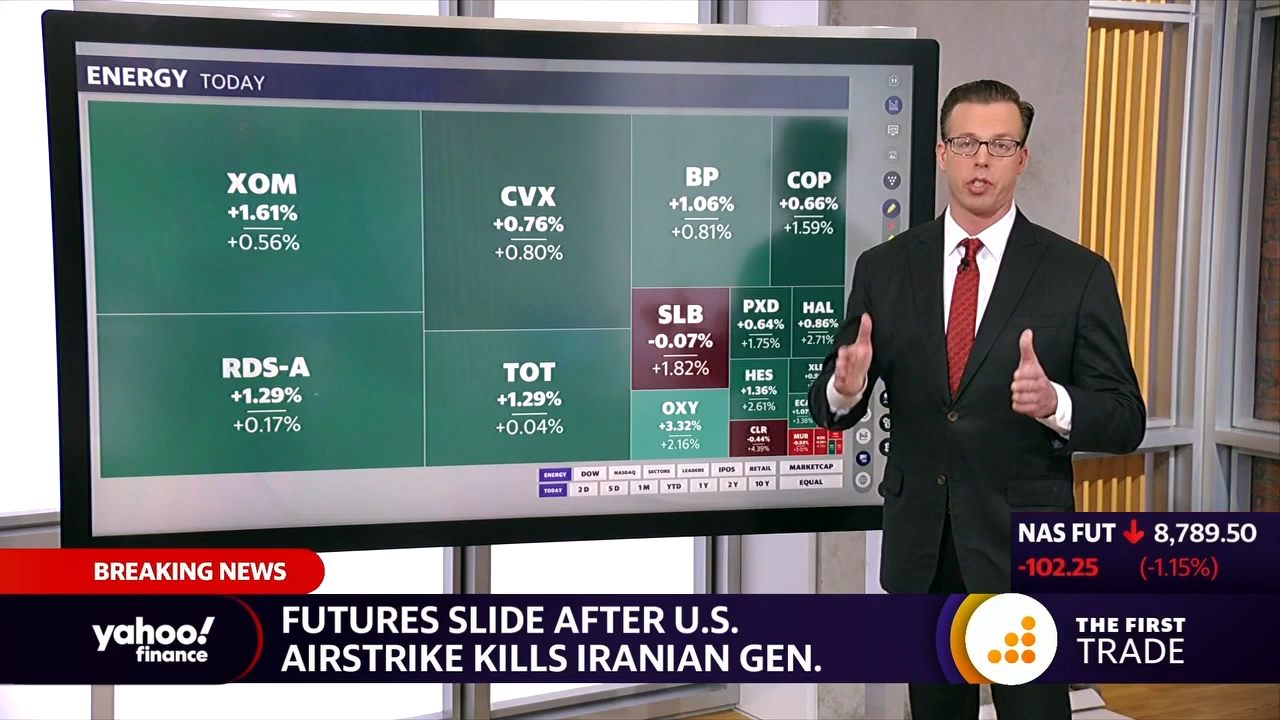 ENERGY TODAY
XOM
+1.61%
+0.56%
CVX
+0.76%
+0.80%
BP
+1.06%
+0.81%
COP
+0.66%
+1.59%
RDS-A
+1.29%
+0.17%
TOT
+1.29%
+0.04%
SLB
-0.07%
+1.82%
PXD
+0.64%
+1.75%
HAL
+0.86%
+2.71%
OXY
+3.32%
+2.16%
HES
+1.36%
+2.61%
CLR
-0.44%
+4.39%
MUR
ENERGY DOW NASDAQ SECTORS LEADERS IPOS RETAIL MARKETCAP
TODAY 2D 5D 1M YTD 1Y 2Y 10Y EQUAL
NAS FUT 8,789.50
-102.25 (-1.15%)
BREAKING NEWS
yahoo!
finance
FUTURES SLIDE AFTER U.S.
AIRSTRIKE KILLS IRANIAN GEN.
THE FIRST
TRADE